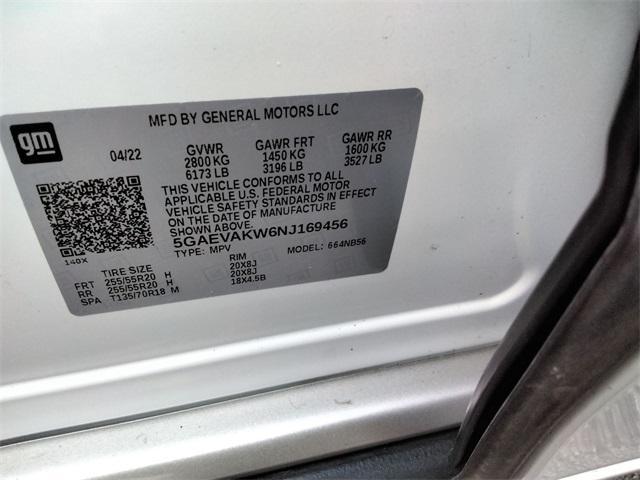 MFD BY GENERAL MOTORS LLC
gm
04/22 GVWR GAWR FRT GAWR RR
2800 KG 1450 KG 1600 KG
6173 LB 3196 LB 3527 LB
THIS VEHICLE CONFORMS TO ALL
APPLICABLE U.S. FEDERAL MOTOR
VEHICLE SAFETY STANDARDS IN EFFECT
ON THE DATE OF MANUFACTURE
SHOWN ABOVE.
5GAEVAKW6NJ169456
140X TYPE: MPV MODEL: 664NB56
TIRE SIZE RIM
FRT 255/55R20 H 20X8J
RR 255/55R20 H 20X8J
SPA T135/70R18 M 18X4.5B